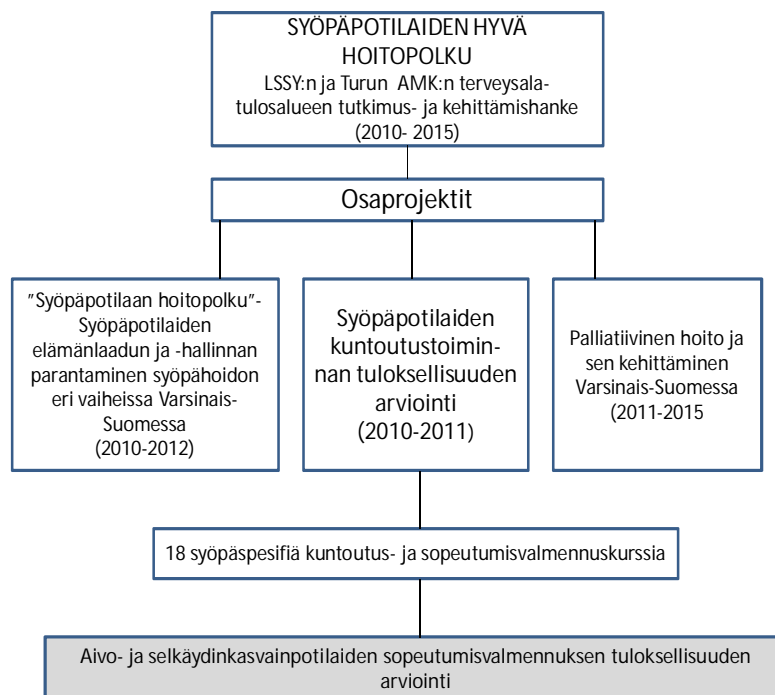 SYÖPÄPOTILAIDEN HYVÄ
HOITOPOLKU
LSSY:n ja Turun AMK:n terveysala-
tulosalueen tutkimus- ja kehittämishanke
(2010- 2015)
Osaprojektit
"Syöpäpotilaan hoitopolku"-
Syöpäpotilaiden
elämänlaadun ja -hallinnan
parantaminen syöpähoidon
eri vaiheissa Varsinais-
Suomessa
(2010-2012)
Syöpäpotilaiden
kuntoutustoimin-
nan tuloksellisuuden
arviointi
(2010-2011)
Palliatiivinen hoito ja
sen kehittäminen
Varsinais-Suomessa
(2011-2015
18 syöpäspesifiä kuntoutus- ja sopeutumisvalmennuskurssia
Aivo- ja selkäydinkasvainpotilaiden sopeutumisvalmennuksen tuloksellisuuden
arviointi